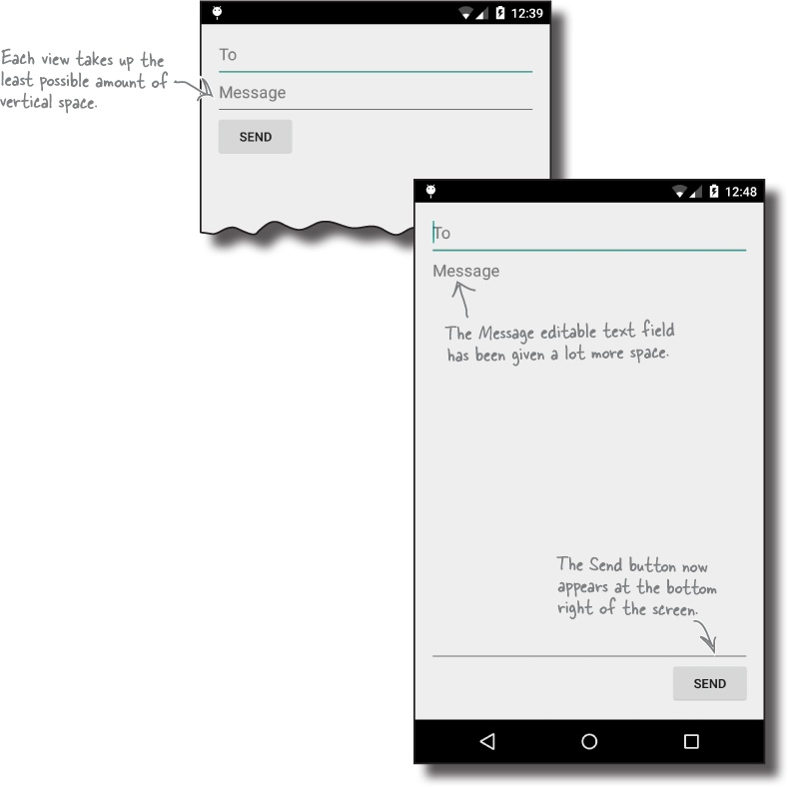 12:39
To
Each view takes up the
least possible amount of
vertical space.
Message
SEND
12:48
To
Message
The Message editable text field
has been given a lot more space.
The Send button now
appears at the bottom
right of the screen.
SEND